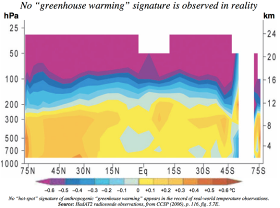 No "greenhouse warming" signature is observed in reality
hPa
km
25
24
50
20
100
16
200
12
300
8
500
4
700
1000
75N 45N 30N 15N Eq 15S 30S 45S 75S
-0.6 -0.5 -0.4 -0.3 -0.2 -0.1 0 +0.1 +0.2 +0.3 +0.4 +0.5 +0.6 °C
No "hot-spot" signature of anthropogenic "greenhouse warming" appears in the record of real-world temperature observations.
Source: HadAT2 radiosonde observations, from CCSP (2006), p. 116, fig. 5.7E.